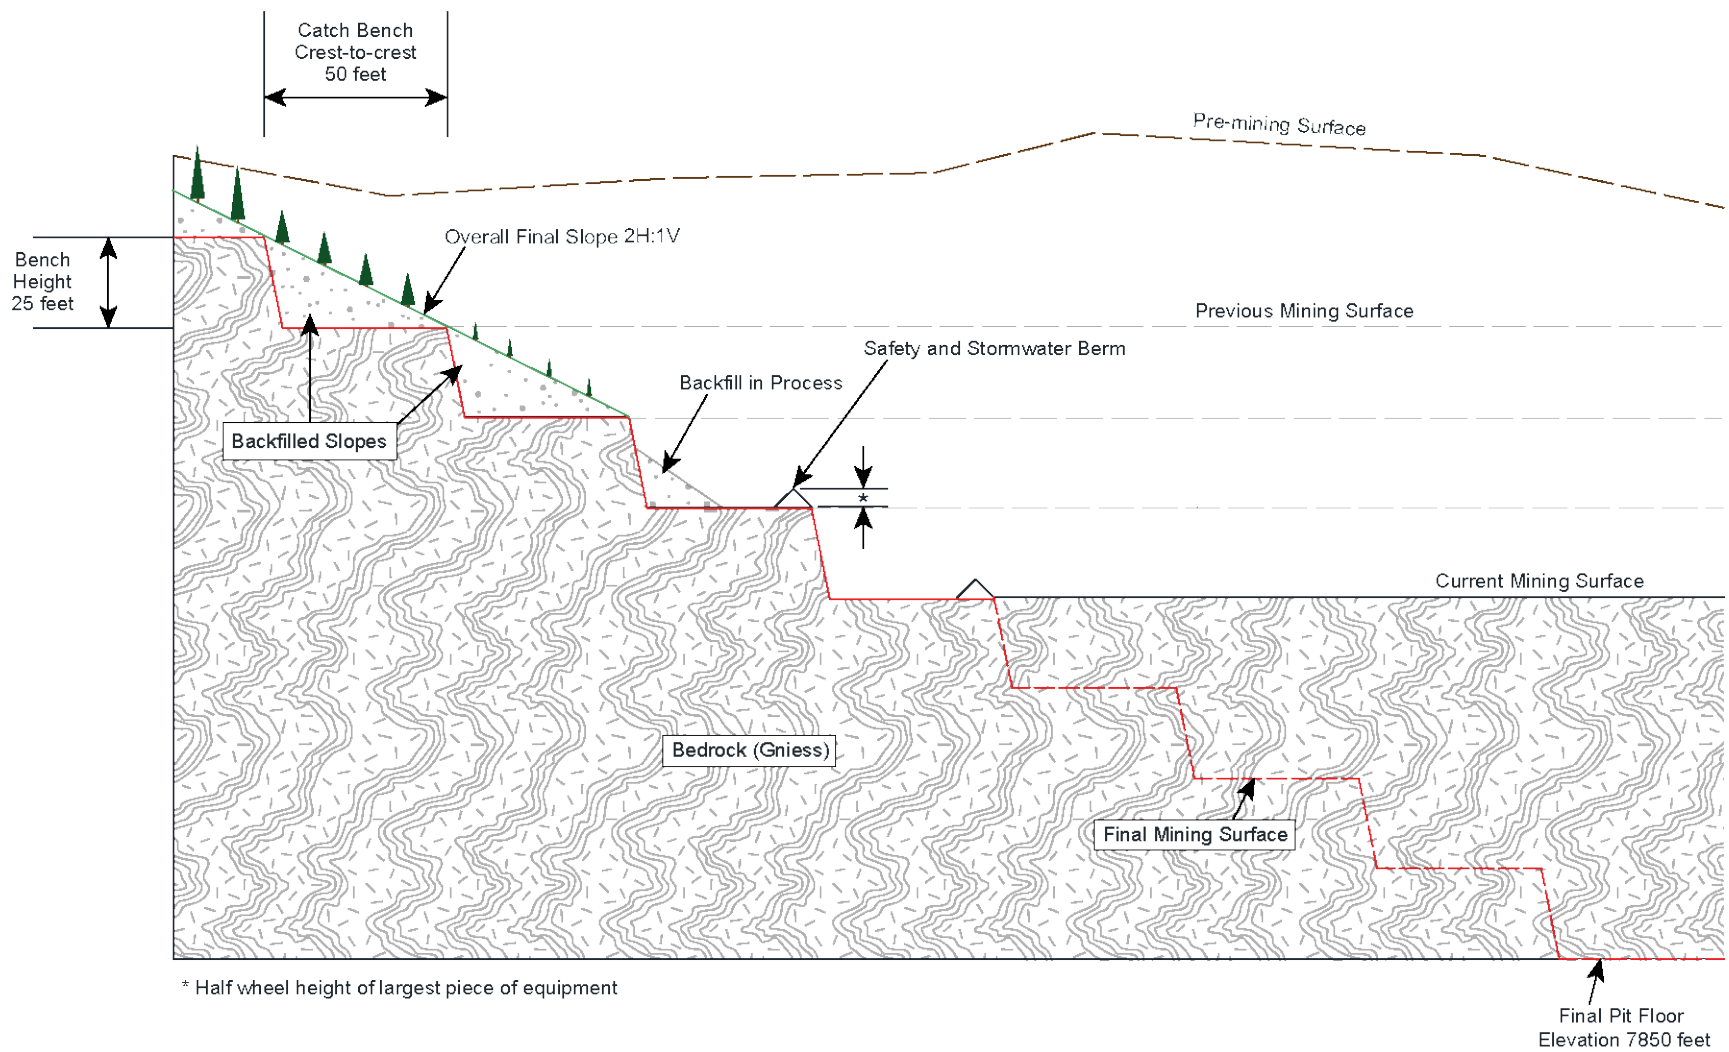 Catch Bench
Crest-to-crest
50 feet
Pre-mining Surface
Overall Final Slope 2H:1V
Bench
Height
25 feet
Previous Mining Surface
Safety and Stormwater Berm
Backfill in Process
Backfilled Slopes
*
Current Mining Surface
Bedrock (Gniess)
Final Mining Surface
* Half wheel height of largest piece of equipment
Final Pit Floor
Elevation 7850 feet